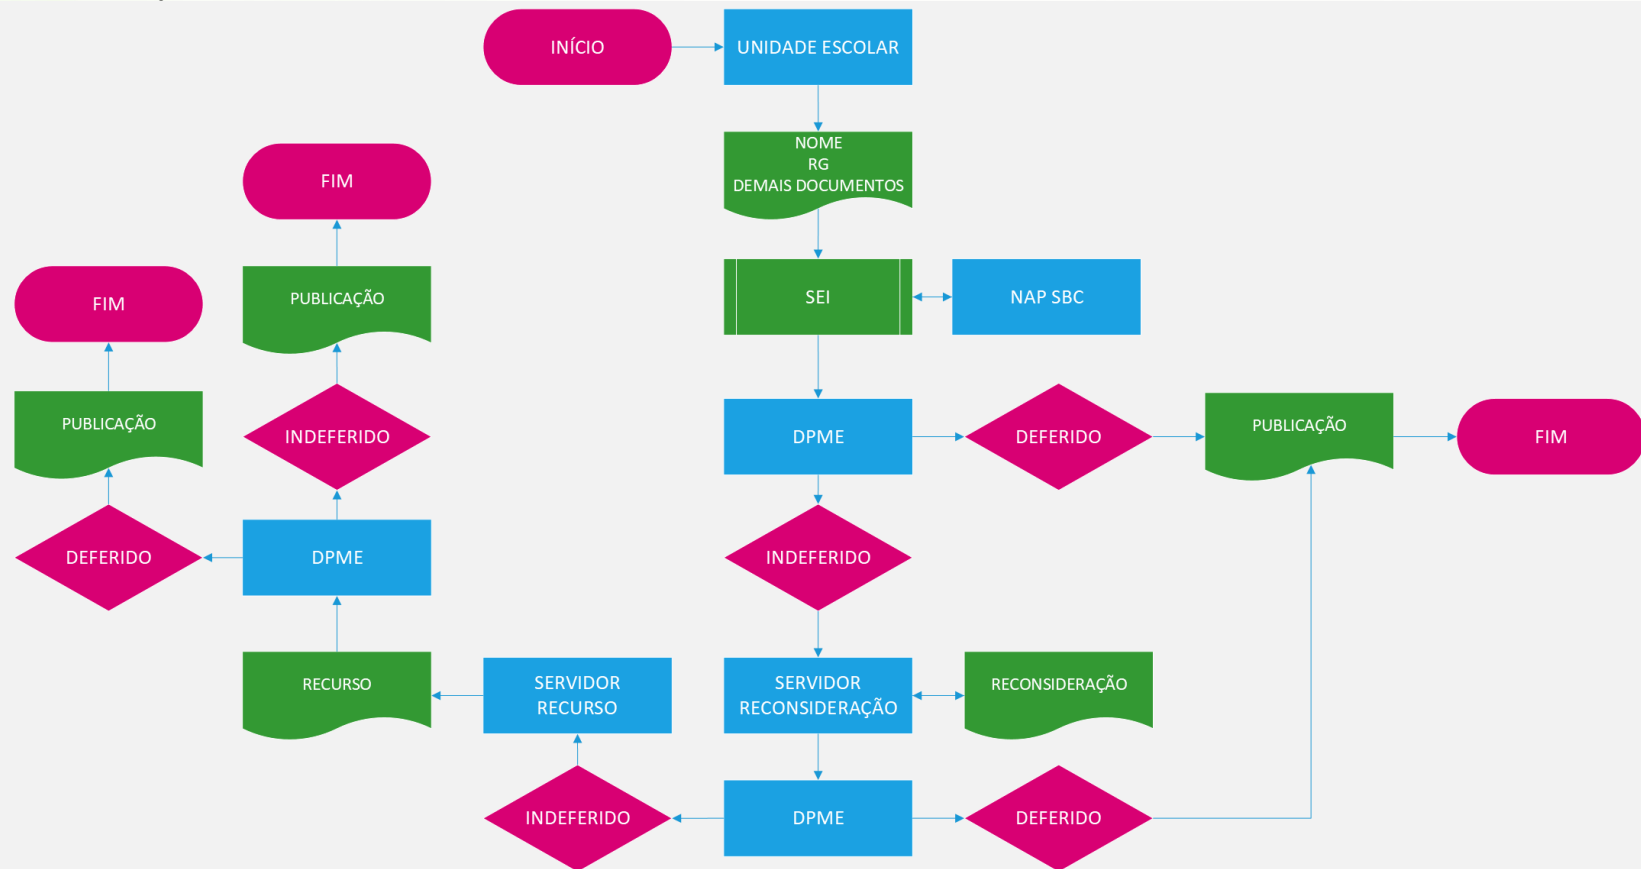 INÍCIO
UNIDADE ESCOLAR
NOME
RG
DEMAIS DOCUMENTOS
FIM
PUBLICAÇÃO
SEI
NAP SBC
FIM
PUBLICAÇÃO
INDEFERIDO
DPME
DEFERIDO
PUBLICAÇÃO
FIM
DEFERIDO
DPME
INDEFERIDO
RECURSO
SERVIDOR
RECURSO
SERVIDOR
RECONSIDERAÇÃO
RECONSIDERAÇÃO
INDEFERIDO
DPME
DEFERIDO